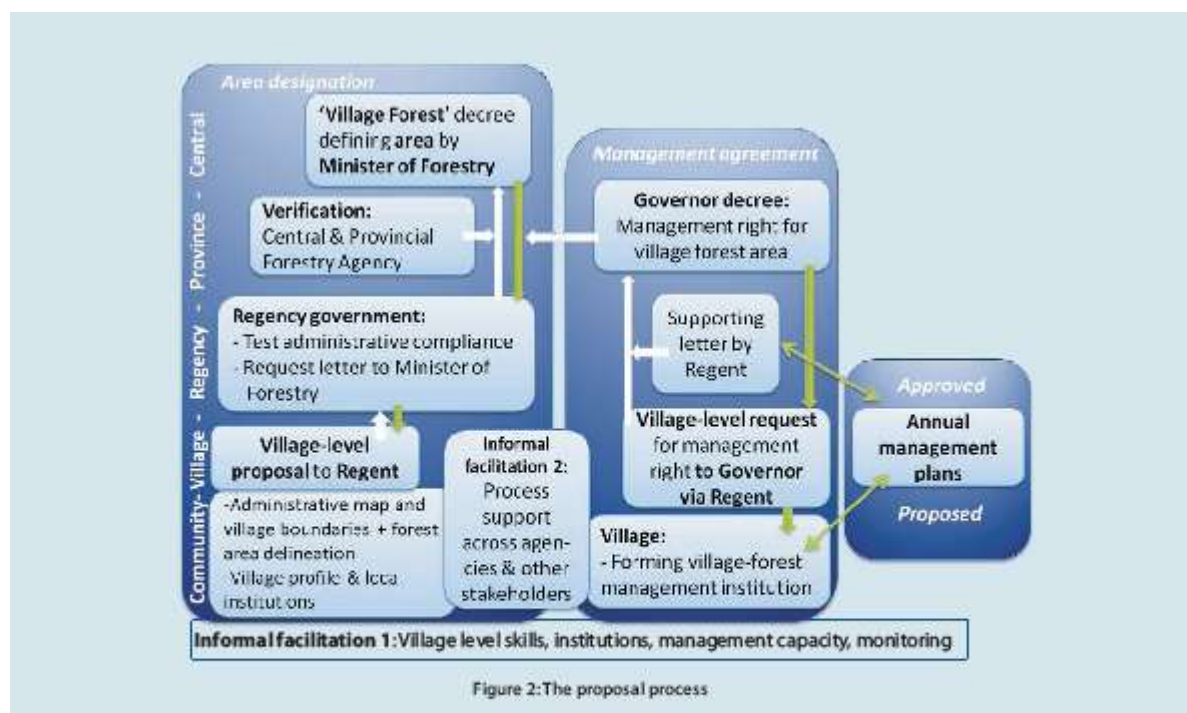 Area designation
Community-Village - Regency - Province - Central
'Village Forest' decree
defining area by
Minister of Forestry
Verification:
Central & Provincial
Forestry Agency
Regency government:
- Test administrative compliance
- Request letter to Minister of
Forestry
Village-level
proposal to Regent
-Administrative map and
village boundaries + forest
area delineation
-Village profile & loca
institutions
Informal
facilitation 2:
Process
support
across agen-
cies & other
stakeholders
Management agreement
Governor decree:
Management right for
village forest area
Supporting
letter by
Regent
Village-level request
for management
right to Governor
via Regent
Village:
- Forming village-forest
management institution
Approved
Annual
management
plans
Proposed
Informal facilitation 1:Village level skills, institutions, management capacity, monitoring
Figure 2:The proposal process